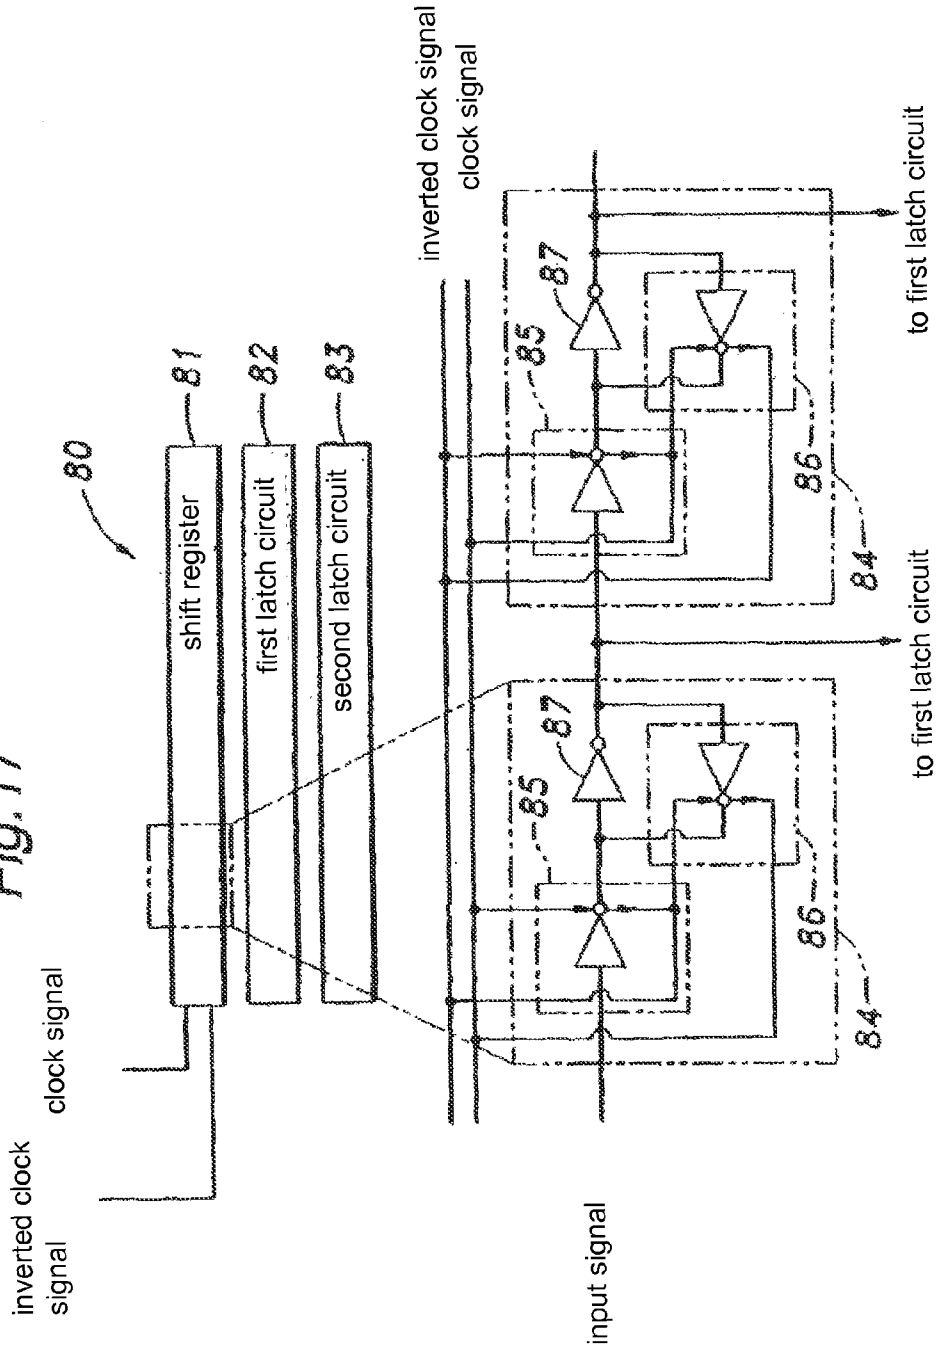 Fig. 17
80
inverted clock
signal
clock signal
shift register
81
first latch circuit
82
second latch circuit
83
inverted clock signal
clock signal
input signal
85
87
85
87
86
86
84
84
to first latch circuit
to first latch circuit